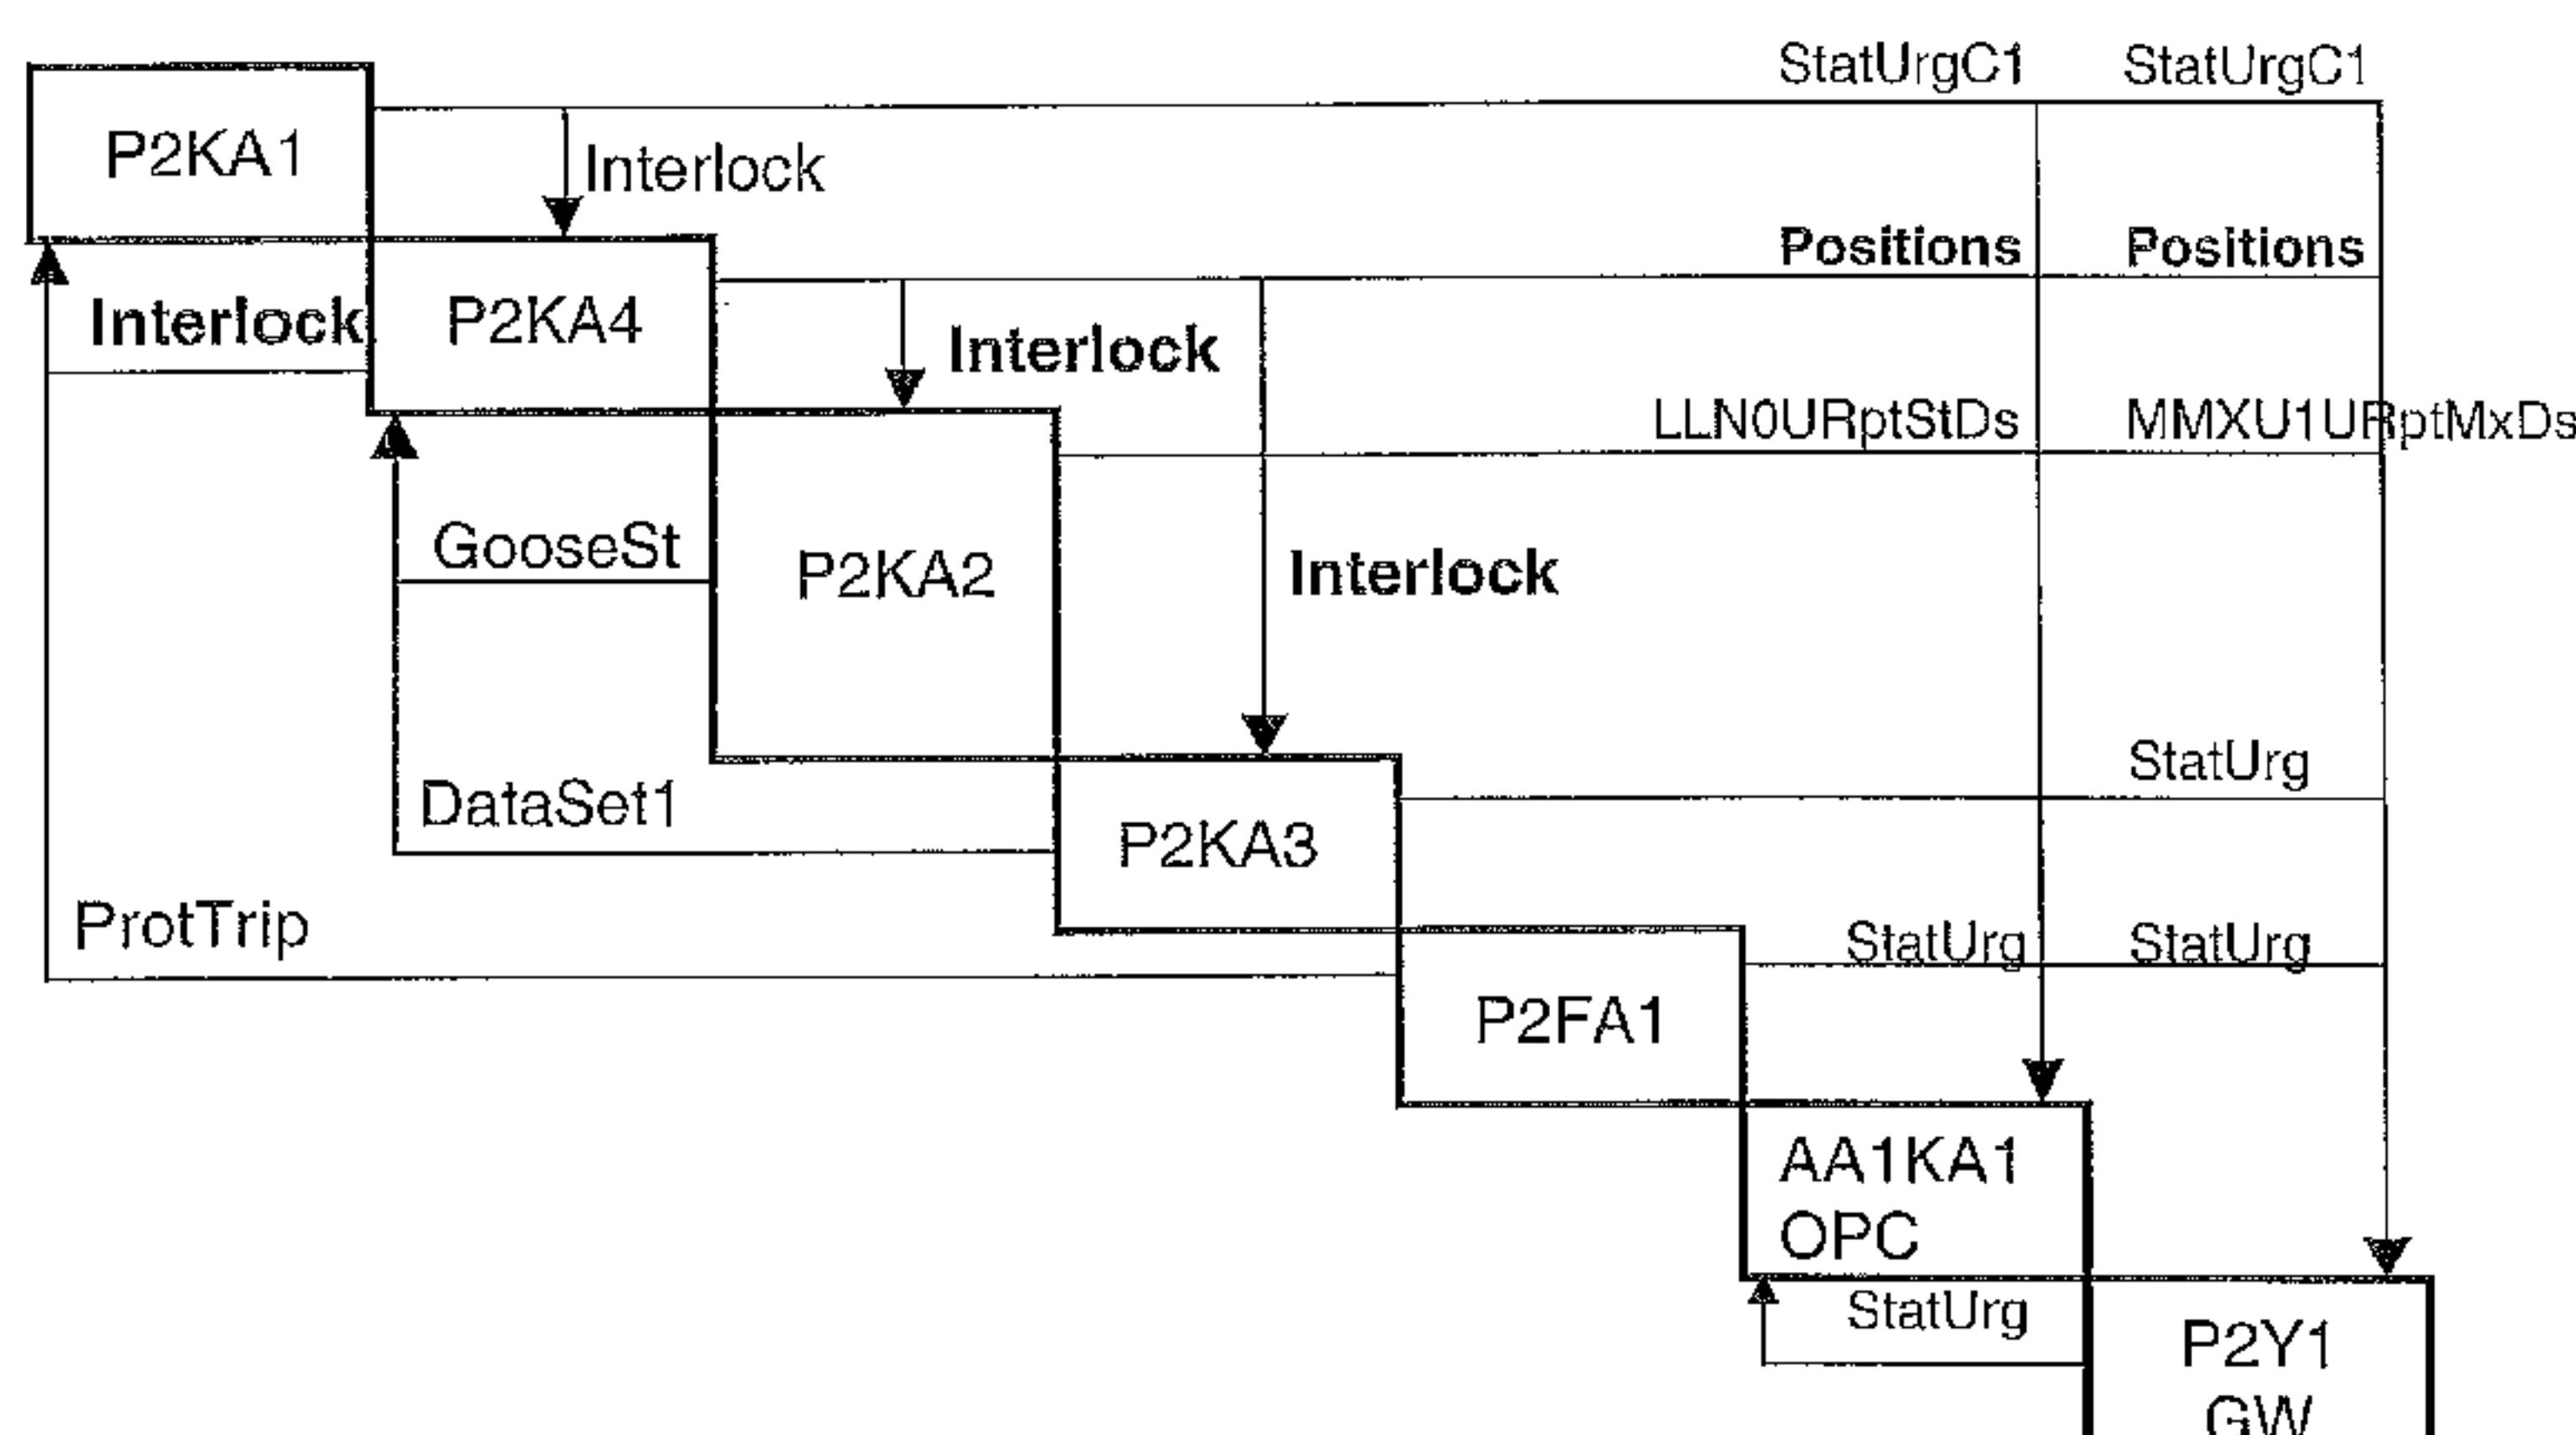 StatUrgC1 StatUrgC1
P2KA1
Interlock
Positions Positions
Interlock
P2KA4
Interlock
LLN0URptStDs MMXU1URptMxDs
GooseSt
P2KA2
Interlock
StatUrg
DataSet1
P2KA3
ProtTrip
StatUrg StatUrg
P2FA1
AA1KA1
OPC
StatUrg
P2Y1
GW